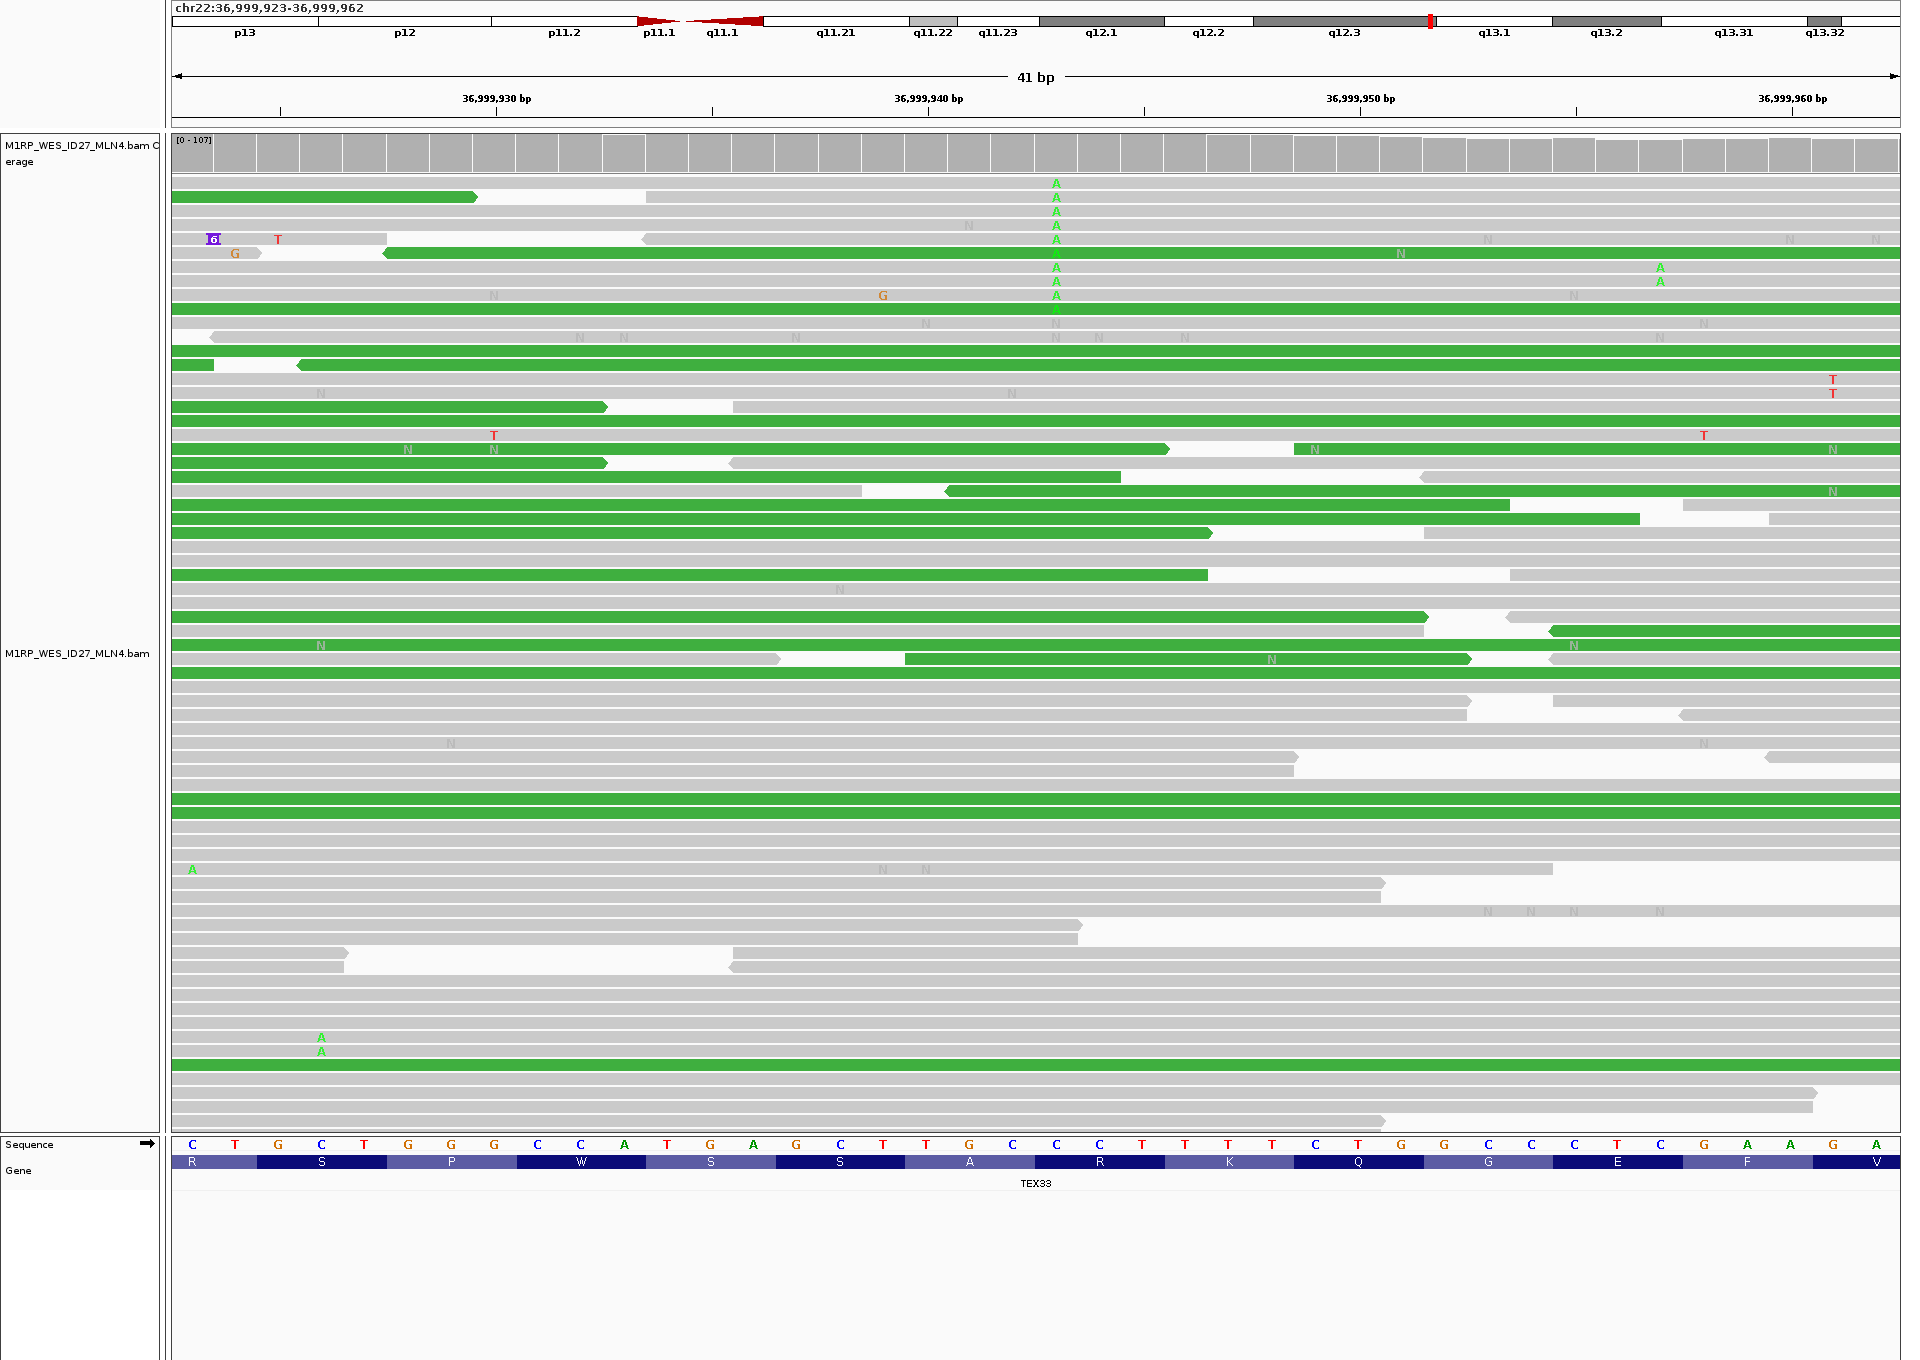 chr22:36,999,923-36,999,962
p13 p12 p11.2 p11.1 q11.1 q11.21 q11.22 q11.23 q12.1 q12.2 q12.3 q13.1 q13.2 q13.31 q13.32
41 bp
36,999,930 bp 36,999,940 bp 36,999,950 bp 36,999,960 bp
M1RP_WES_ID27_MLN4.bam C
erage
[0 - 107]
A
A
A
N A
6 T A N N N
G A N
A A
A A
N G N A N
A
N N N
N N N N N N N
T
N N T
T T
N N N N
N
N
N N
M1RP_WES_ID27_MLN4.bam
N
N N
A N N
N N N N
A
A
Sequence C T G C T G G G C C A T G A G C T T G C C C T T T T C T G G C C C T C G A A G A
Gene R S P W S S A R K Q G E F V
TEX33